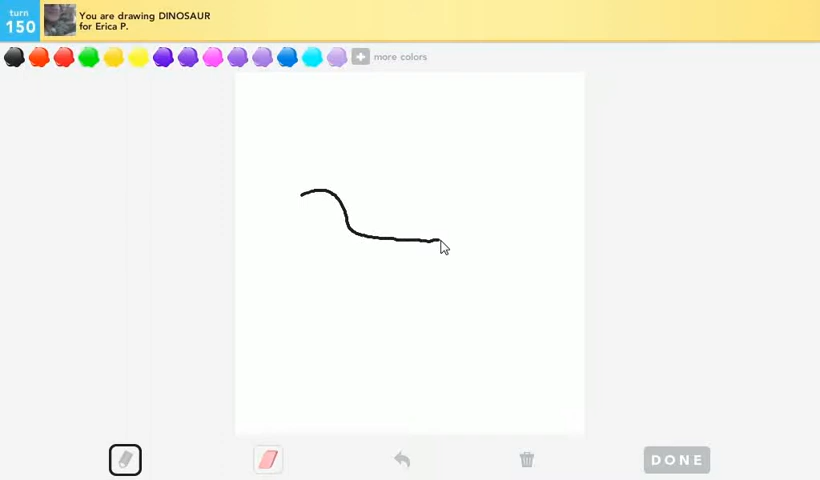 turn
150
You are drawing DINOSAUR
for Erica P.
more colors
DONE